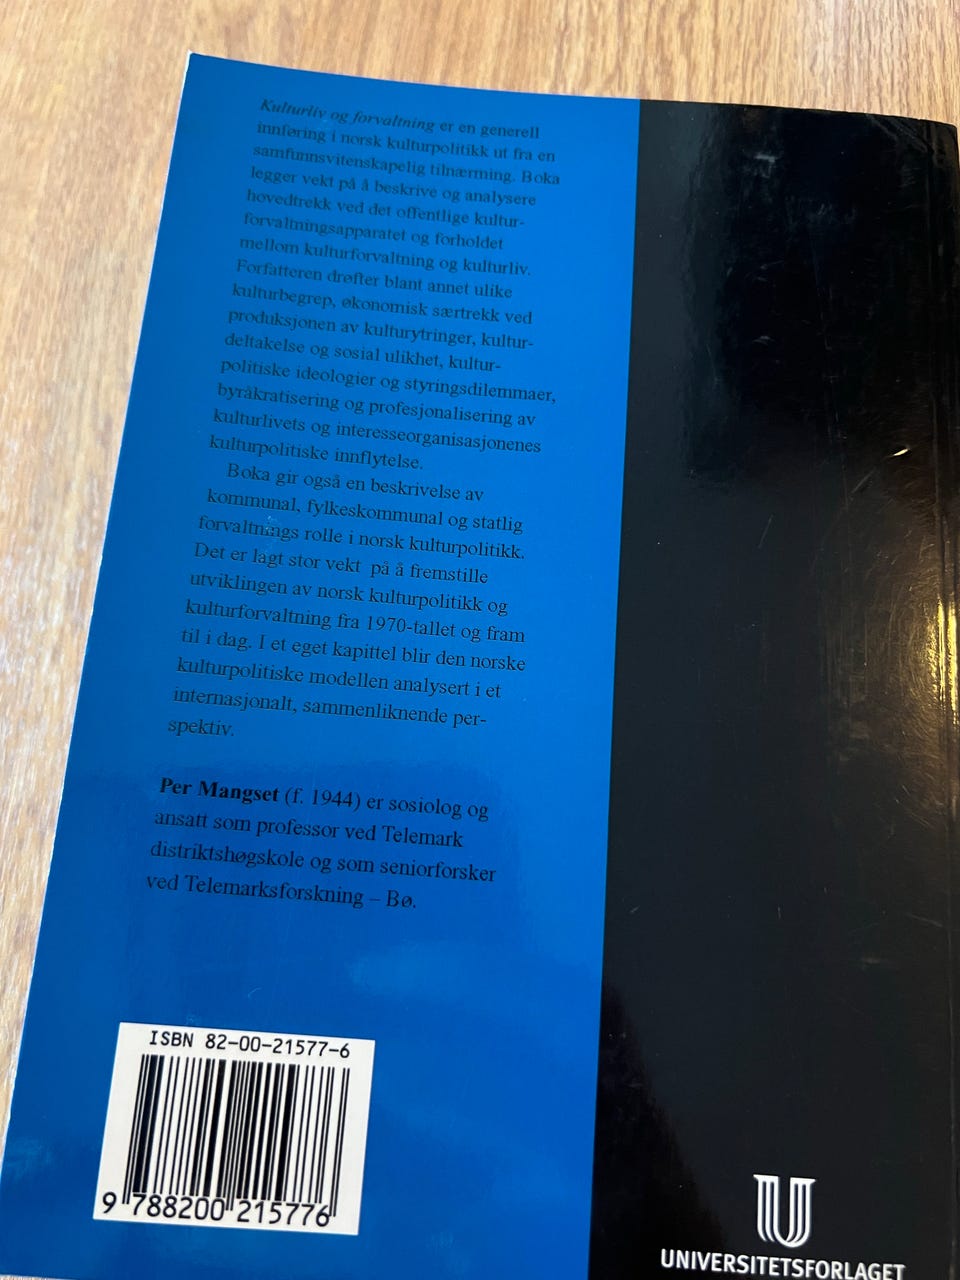 Kulturliv og forvaltning er en generell
innføring i norsk kulturpolitikk ut fra en
samfunnsvitenskapelig tilnærming. Boka
legger vekt på å beskrive og analysere
hovedtrekk ved det offentlige kultur-
forvaltningsapparatet og forholdet
mellom kulturforvaltning og kulturliv.
Forfatteren drøfter blant annet ulike
kulturbegrep, økonomisk særtrekk ved
produksjonen av kulturytringer, kultur-
deltakelse og sosial ulikhet, kultur-
politiske ideologier og styringsdilemmaer,
byråkratisering og profesjonalisering av
kulturlivets og interesseorganisasjonenes
kulturpolitiske innflytelse.
Boka gir også en beskrivelse av
kommunal, fylkeskommunal og statlig
forvaltnings rolle i norsk kulturpolitikk.
Det er lagt stor vekt på å fremstille
utviklingen av norsk kulturpolitikk og
kulturforvaltning fra 1970-tallet og fram
til i dag. I et eget kapittel blir den norske
kulturpolitiske modellen analysert i et
internasjonalt, sammenliknende per-
spektiv.
Per Mangset (f. 1944) er sosiolog og
ansatt som professor ved Telemark
distriktshøgskole og som seniorforsker
ved Telemarksforskning – Bø.
ISBN 82-00-21577-6
9 788200 215776
UNIVERSITETSFORLAGET